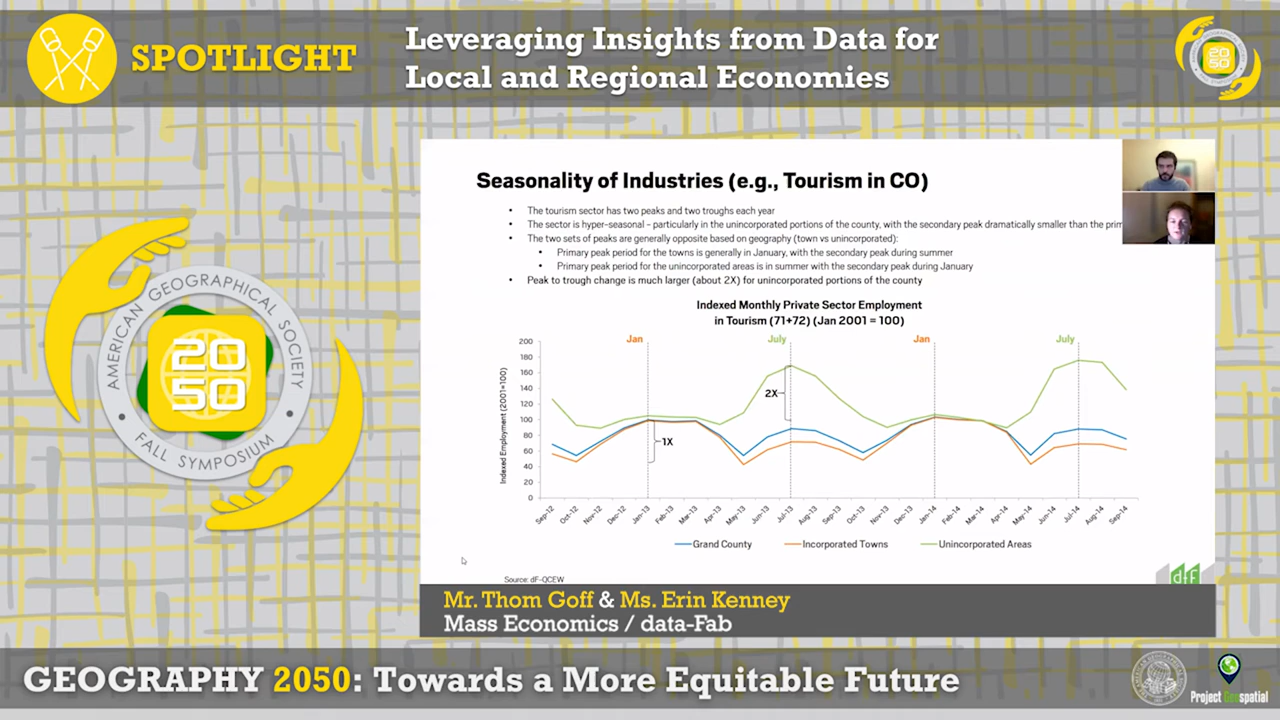 SPOTLIGHT
Leveraging Insights from Data for
Local and Regional Economies
20
50
AMERICAN GEOGRAPHICAL SOCIETY
20
50
FALL SYMPOSIUM
Seasonality of Industries (e.g., Tourism in CO)
• The tourism sector has two peaks and two troughs each year
• The sector is hyper-seasonal – particularly in the unincorporated portions of the county, with the secondary peak dramatically smaller than the prim
• The two sets of peaks are generally opposite based on geography (town vs unincorporated):
• Primary peak period for the towns is generally in January, with the secondary peak during summer
• Primary peak period for the unincorporated areas is in summer with the secondary peak during January
• Peak to trough change is much larger (about 2X) for unincorporated portions of the county
Indexed Monthly Private Sector Employment
in Tourism (71+72) (Jan 2001 = 100)
Jan July Jan July
Indexed Employment (2001=100)
200
180
160
140
120
100
80
60
40
20
0
2X
1X
Sep-12 Oct-12 Nov-12 Dec-12 Jan-13 Feb-13 Mar-13 Apr-13 May-13 Jun-13 Jul-13 Aug-13 Sep-13 Oct-13 Nov-13 Dec-13 Jan-14 Feb-14 Mar-14 Apr-14 May-14 Jun-14 Jul-14 Aug-14 Sep-14
Grand County Incorporated Towns Unincorporated Areas
Source: dF-QCEW
dfF
Mr. Thom Goff & Ms. Erin Kenney
Mass Economics / data-Fab
GEOGRAPHY 2050: Towards a More Equitable Future
Project Geospatial